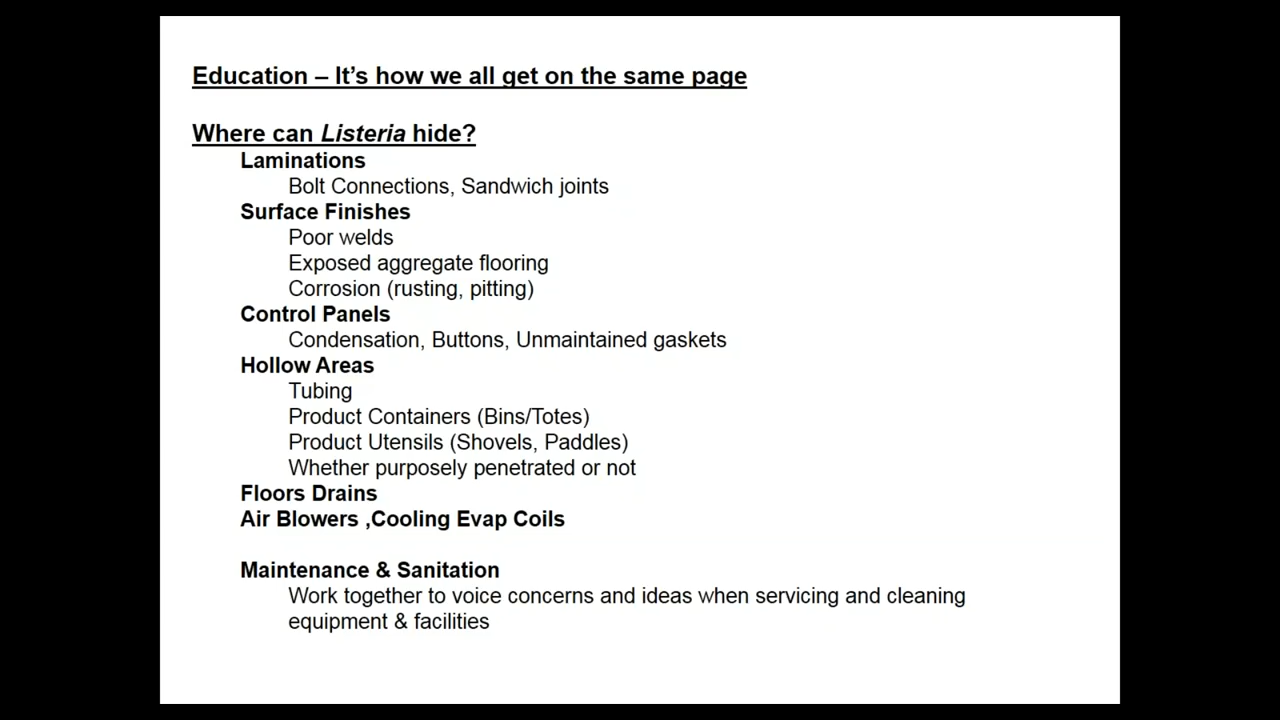 Education – It’s how we all get on the same page
Where can Listeria hide?
Laminations
Bolt Connections, Sandwich joints
Surface Finishes
Poor welds
Exposed aggregate flooring
Corrosion (rusting, pitting)
Control Panels
Condensation, Buttons, Unmaintained gaskets
Hollow Areas
Tubing
Product Containers (Bins/Totes)
Product Utensils (Shovels, Paddles)
Whether purposely penetrated or not
Floors Drains
Air Blowers ,Cooling Evap Coils
Maintenance & Sanitation
Work together to voice concerns and ideas when servicing and cleaning
equipment & facilities